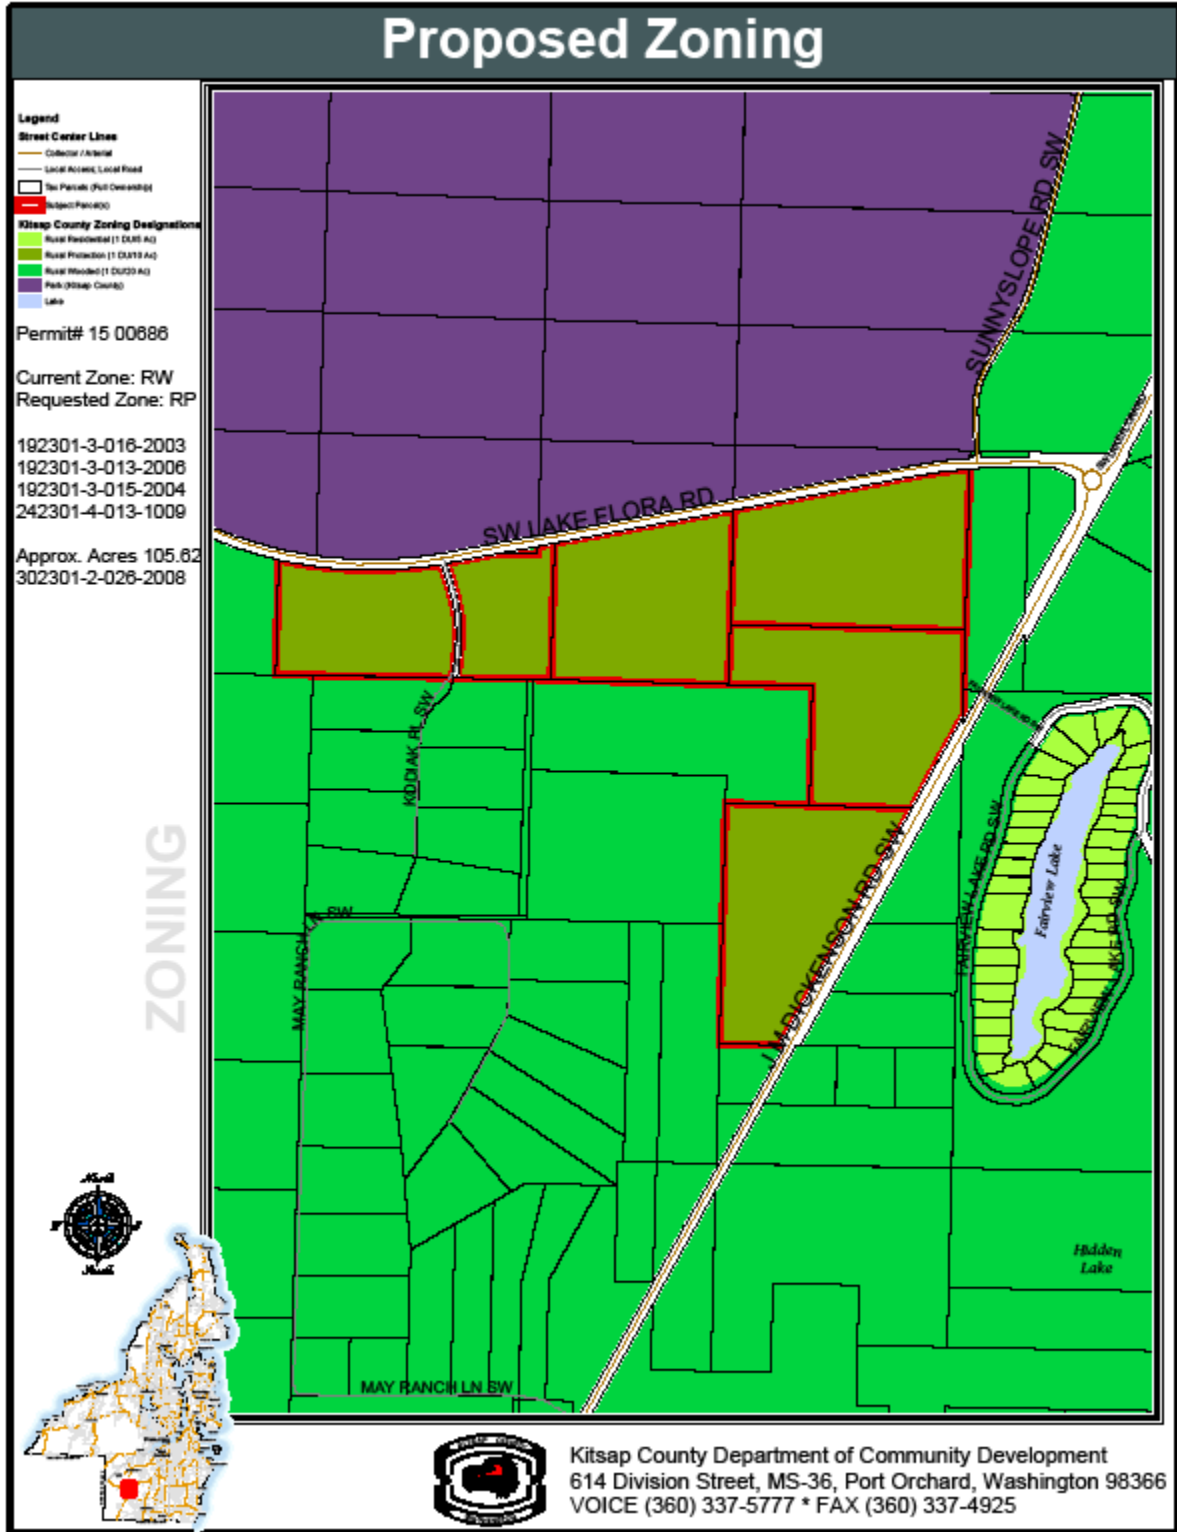 Proposed Zoning
Legend
Street Center Lines
Collector / Arterial
Local Access; Local Road
Tax Parcels (Full Ownership)
Subject Parcel(s)
Kitsap County Zoning Designations
Rural Residential (1 DU/5 Ac)
Rural Protection (1 DU/10 Ac)
Rural Wooded (1 DU/20 Ac)
Park (Kitsap County)
Lake
Permit# 15 00686
Current Zone: RW
Requested Zone: RP
192301-3-016-2003
192301-3-013-2006
192301-3-015-2004
242301-4-013-1009
Approx. Acres 105.62
302301-2-026-2008
ZONING
SUNNYSLOPE RD SW
SW LAKE FLORA RD
KODIAK PL SW
FAIRVIEW LAKE RD SW
Fairview Lake
FAIRVIEW LAKE RD SW
J M DICKENSON RD SW
MAY RANCH LN SW
Hidden
Lake
MAY RANCH LN SW
North
South
Kitsap County Department of Community Development
614 Division Street, MS-36, Port Orchard, Washington 98366
VOICE (360) 337-5777 * FAX (360) 337-4925